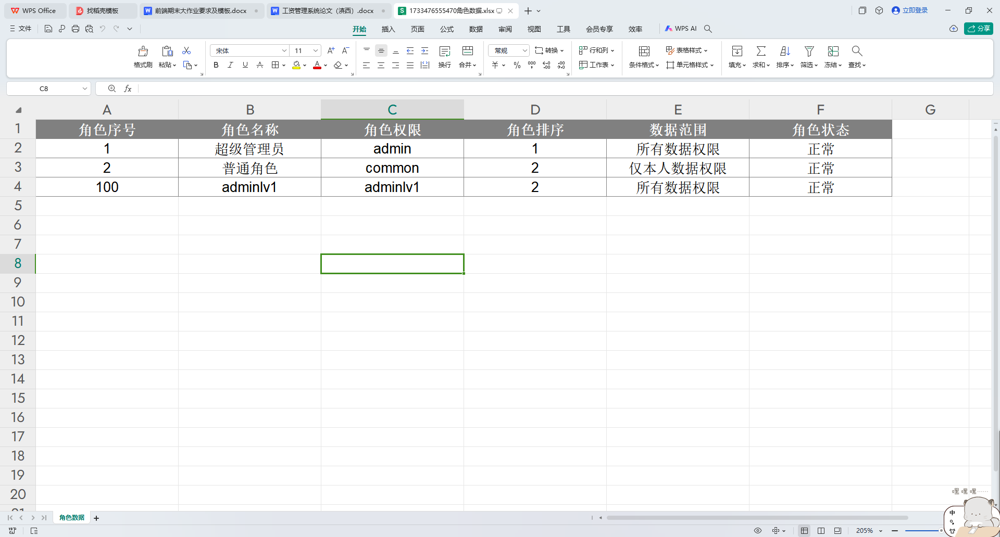 WPS Office
找稻壳模板
前端期末大作业要求及模板.docx
工资管理系统论文（滇西）.docx
1733476555470角色数据.xlsx
立即登录
文件
开始
插入
页面
公式
数据
审阅
视图
工具
会员专享
效率
WPS AI
分享
格式刷
粘贴
宋体
11
换行
合并
常规
转换
行和列
工作表
条件格式
表格样式
单元格样式
填充
求和
排序
筛选
冻结
查找
C8
fx
A B C D E F G
1 角色序号 角色名称 角色权限 角色排序 数据范围 角色状态
2 1 超级管理员 admin 1 所有数据权限 正常
3 2 普通角色 common 2 仅本人数据权限 正常
4 100 adminlv1 adminlv1 2 所有数据权限 正常
5
6
7
8
9
10
11
12
13
14
15
16
17
18
19
20
21
嘿嘿嘿……
中
角色数据
205%